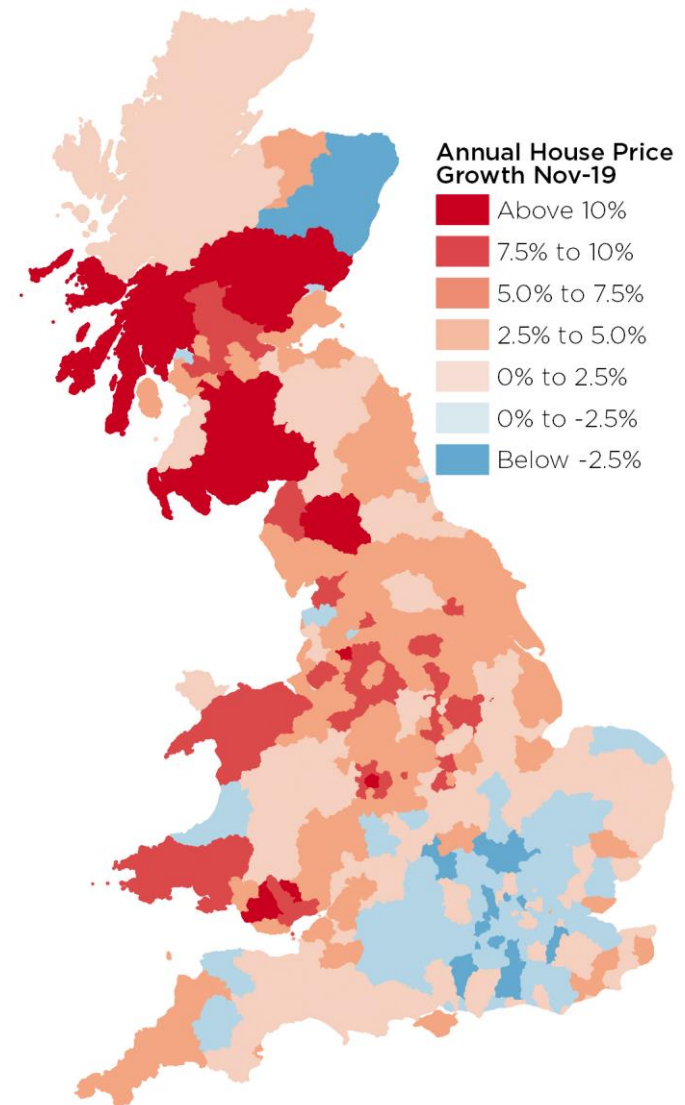 Annual House Price
Growth Nov-19
Above 10%
7.5% to 10%
5.0% to 7.5%
2.5% to 5.0%
0% to 2.5%
0% to -2.5%
Below -2.5%